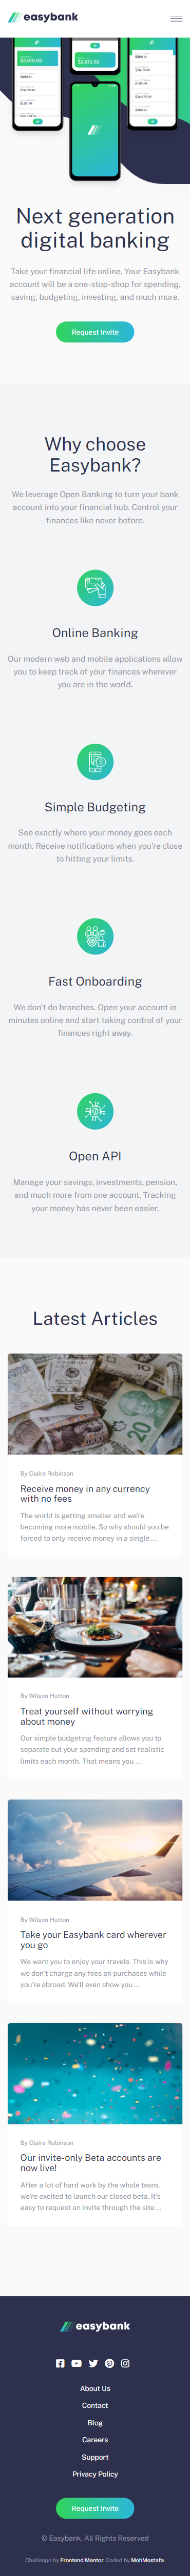 easybank
Next generation
digital banking
Take your financial life online. Your Easybank
account will be a one-stop-shop for spending,
saving, budgeting, investing, and much more.
Request Invite
Why choose
Easybank?
We leverage Open Banking to turn your bank
account into your financial hub. Control your
finances like never before.
Online Banking
Our modern web and mobile applications allow
you to keep track of your finances wherever
you are in the world.
Simple Budgeting
See exactly where your money goes each
month. Receive notifications when you're close
to hitting your limits.
Fast Onboarding
We don't do branches. Open your account in
minutes online and start taking control of your
finances right away.
Open API
Manage your savings, investments, pension,
and much more from one account. Tracking
your money has never been easier.
Latest Articles
By Claire Robinson
Receive money in any currency
with no fees
The world is getting smaller and we're
becoming more mobile. So why should you be
forced to only receive money in a single ...
By Wilson Hutton
Treat yourself without worrying
about money
Our simple budgeting feature allows you to
separate out your spending and set realistic
limits each month. That means you ...
By Wilson Hutton
Take your Easybank card wherever
you go
We want you to enjoy your travels. This is why
we don't charge any fees on purchases while
you're abroad. We'll even show you ...
By Claire Robinson
Our invite-only Beta accounts are
now live!
After a lot of hard work by the whole team,
we're excited to launch our closed beta. It's
easy to request an invite through the site ...
easybank
About Us
Contact
Blog
Careers
Support
Privacy Policy
Request Invite
© Easybank. All Rights Reserved
Challenge by Frontend Mentor. Coded by MohMostafa.